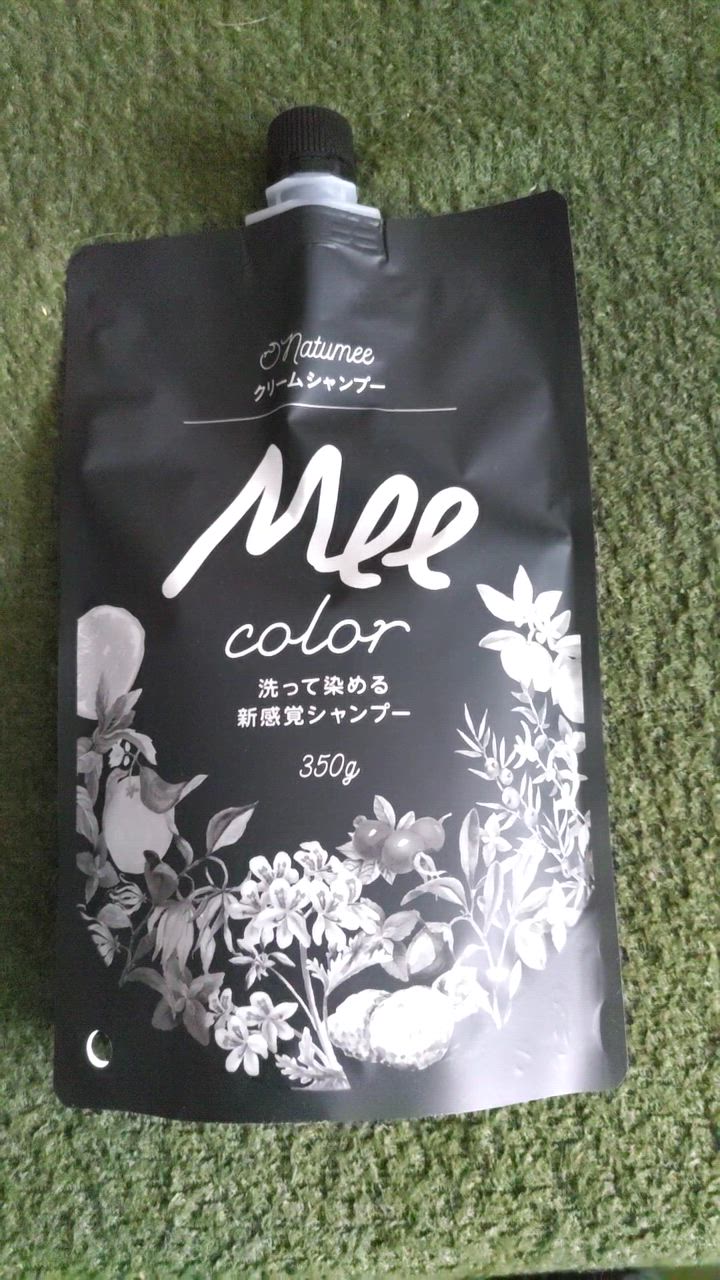 Natumee
クリームシャンプー
Mee
color
洗って染める
新感覚シャンプー
350g